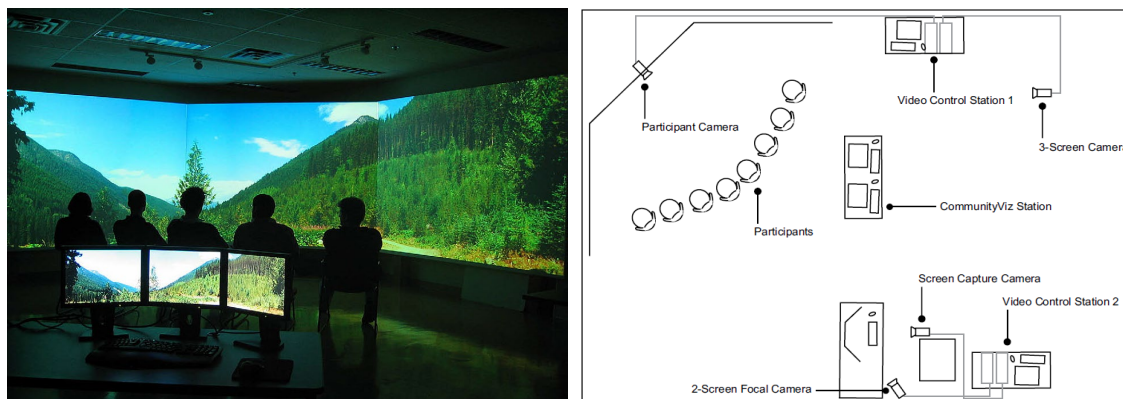 Video Control Station 1
Participant Camera
3-Screen Camera
CommunityViz Station
Participants
Screen Capture Camera
Video Control Station 2
2-Screen Focal Camera